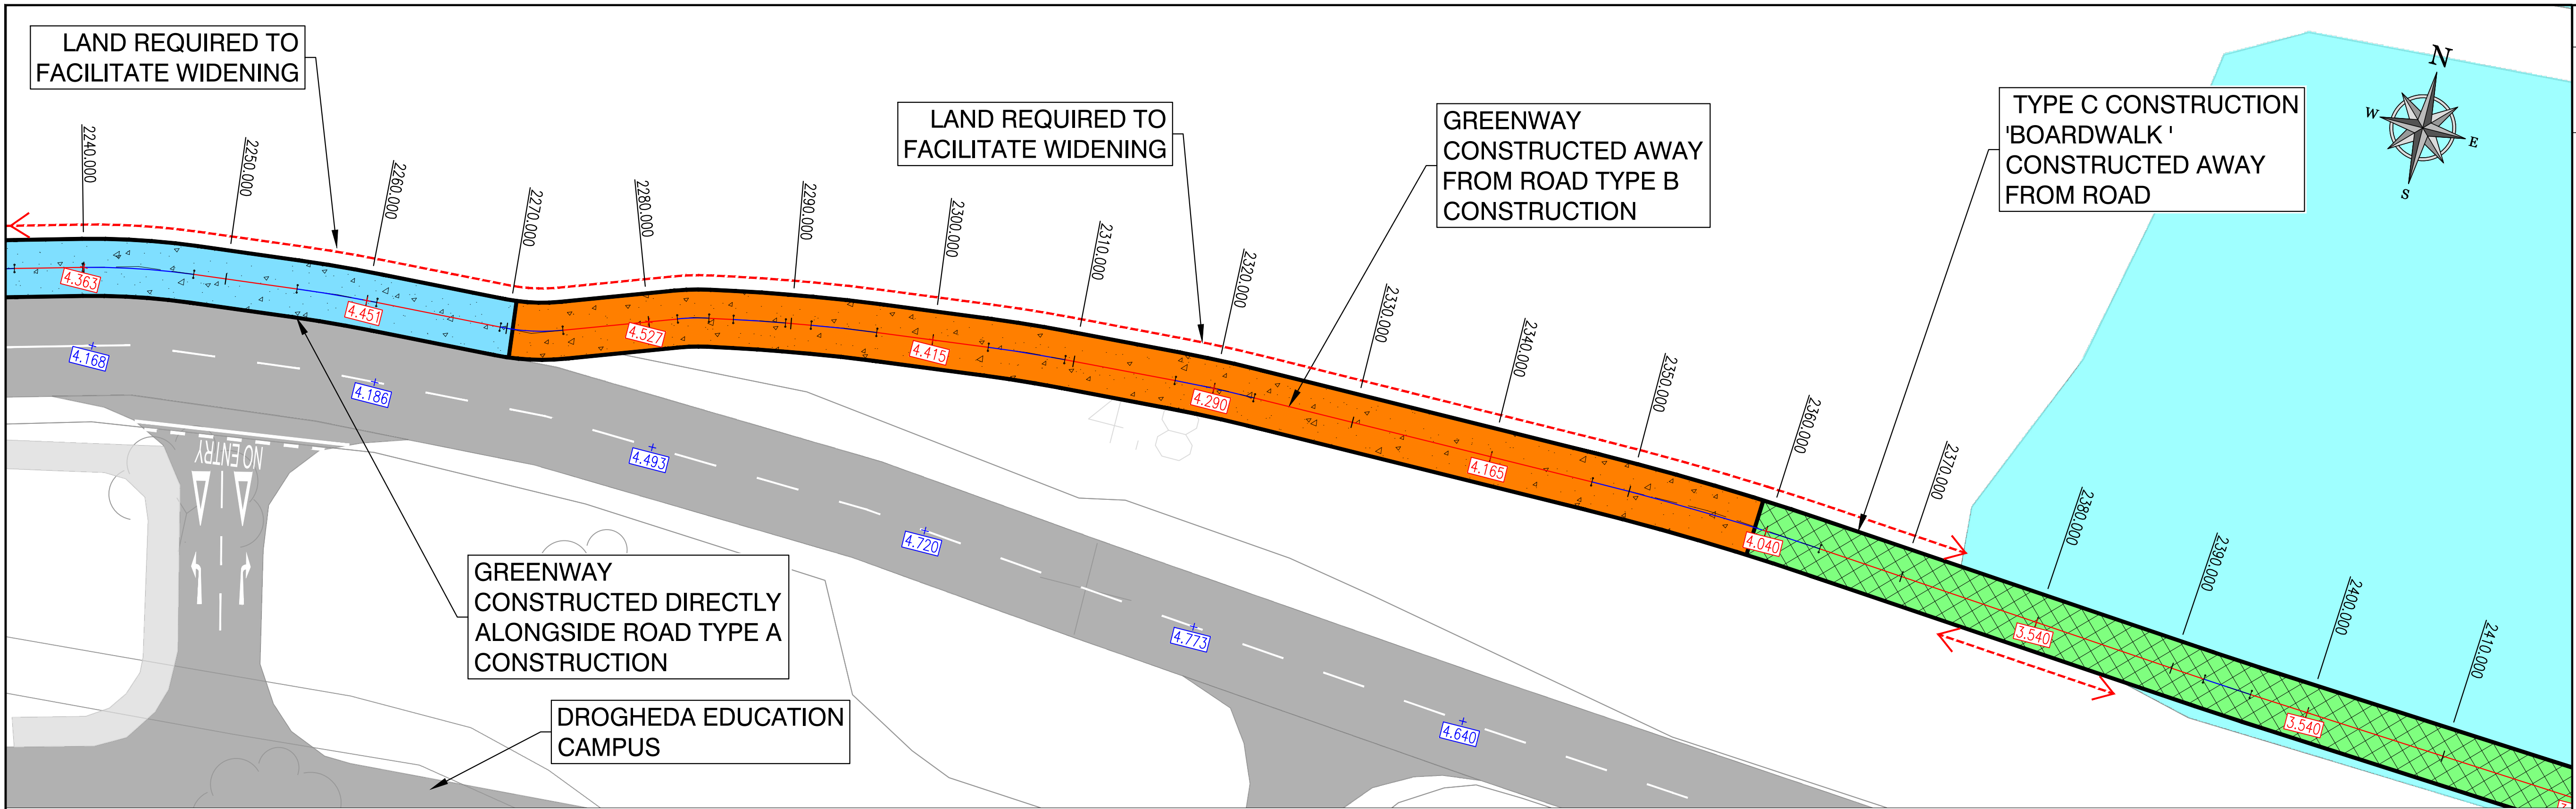 LAND REQUIRED TO
FACILITATE WIDENING
LAND REQUIRED TO
FACILITATE WIDENING
GREENWAY
CONSTRUCTED AWAY
FROM ROAD TYPE B
CONSTRUCTION
TYPE C CONSTRUCTION
'BOARDWALK '
CONSTRUCTED AWAY
FROM ROAD
N
W
E
S
2240.000
2250.000
2260.000
2270.000
2280.000
2290.000
2300.000
2310.000
2320.000
2330.000
2340.000
2350.000
2360.000
2370.000
2380.000
2390.000
2400.000
2410.000
4.363
4.451
4.527
4.415
4.290
4.165
4.040
3.540
3.540
4.168
4.186
4.493
4.720
4.773
4.640
NO ENTRY
GREENWAY
CONSTRUCTED DIRECTLY
ALONGSIDE ROAD TYPE A
CONSTRUCTION
DROGHEDA EDUCATION
CAMPUS